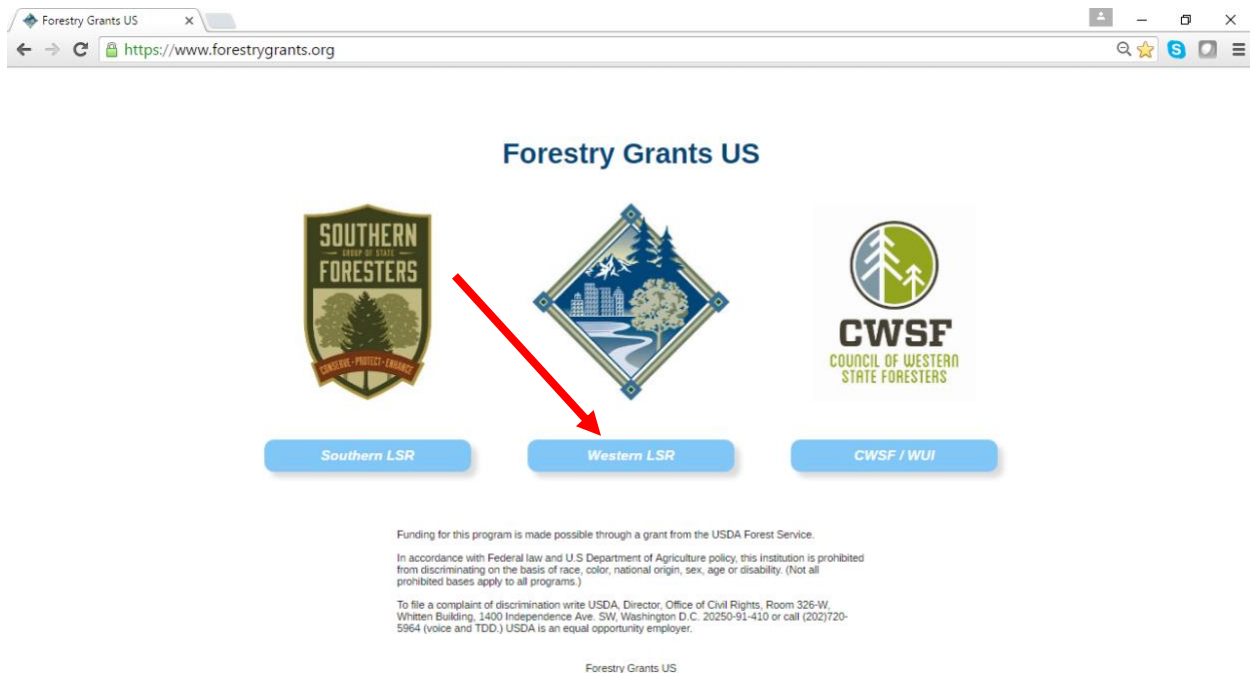 Forestry Grants US
https://www.forestrygrants.org
Forestry Grants US
SOUTHERN
GROUP OF STATE
FORESTERS
CONSERVE - PROTECT - ENHANCE
CWSF
COUNCIL OF WESTERN
STATE FORESTERS
Southern LSR
Western LSR
CWSF / WUI
Funding for this program is made possible through a grant from the USDA Forest Service.
In accordance with Federal law and U.S Department of Agriculture policy, this institution is prohibited
from discriminating on the basis of race, color, national origin, sex, age or disability. (Not all
prohibited bases apply to all programs.)
To file a complaint of discrimination write USDA, Director, Office of Civil Rights, Room 326-W,
Whitten Building, 1400 Independence Ave. SW, Washington D.C. 20250-91-410 or call (202)720-
5964 (voice and TDD.) USDA is an equal opportunity employer.
Forestry Grants US